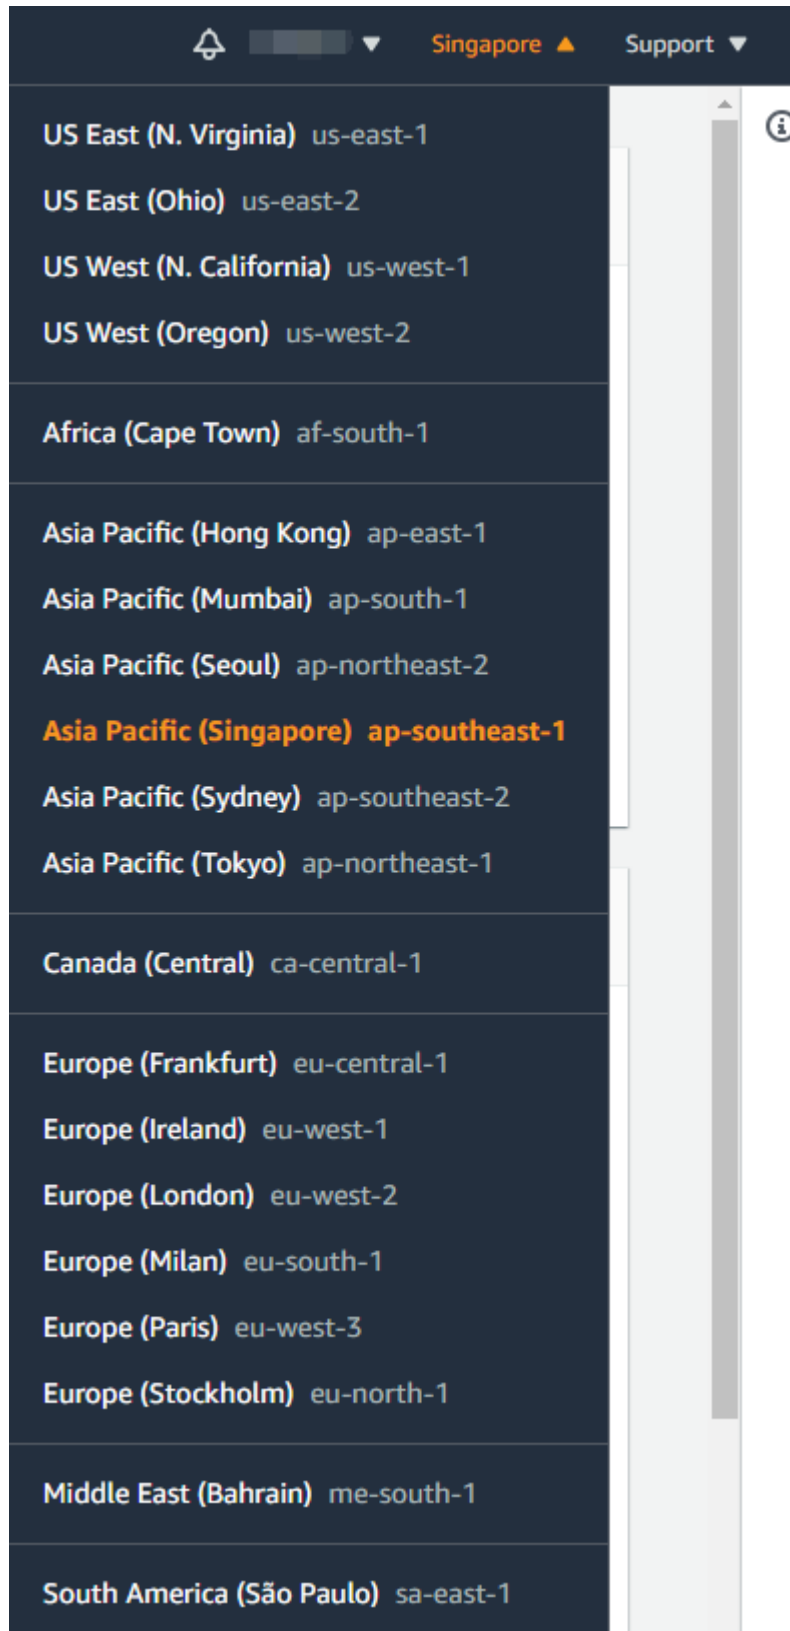 Singapore ▲ Support ▼
US East (N. Virginia) us-east-1
US East (Ohio) us-east-2
US West (N. California) us-west-1
US West (Oregon) us-west-2
Africa (Cape Town) af-south-1
Asia Pacific (Hong Kong) ap-east-1
Asia Pacific (Mumbai) ap-south-1
Asia Pacific (Seoul) ap-northeast-2
Asia Pacific (Singapore) ap-southeast-1
Asia Pacific (Sydney) ap-southeast-2
Asia Pacific (Tokyo) ap-northeast-1
Canada (Central) ca-central-1
Europe (Frankfurt) eu-central-1
Europe (Ireland) eu-west-1
Europe (London) eu-west-2
Europe (Milan) eu-south-1
Europe (Paris) eu-west-3
Europe (Stockholm) eu-north-1
Middle East (Bahrain) me-south-1
South America (São Paulo) sa-east-1